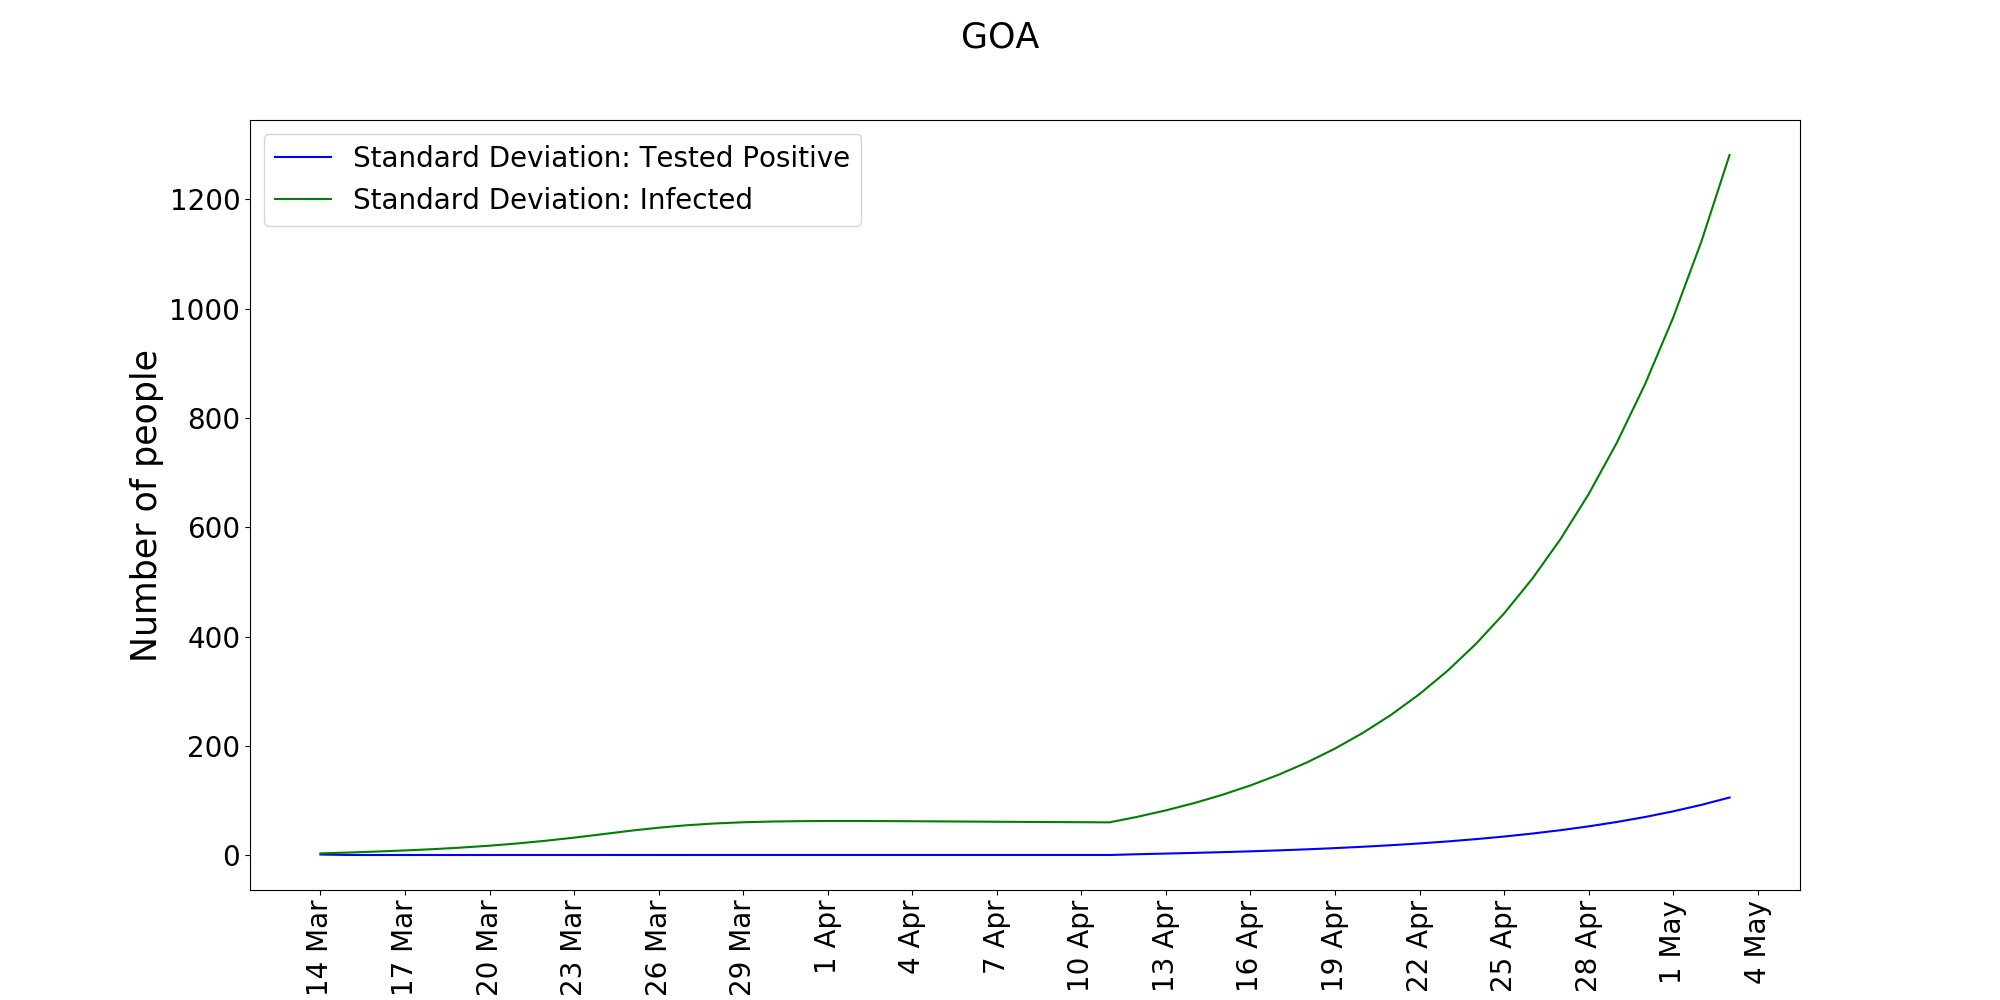 GOA
Standard Deviation: Tested Positive
Standard Deviation: Infected
Number of people
1200
1000
800
600
400
200
0
14 Mar
17 Mar
20 Mar
23 Mar
26 Mar
29 Mar
1 Apr
4 Apr
7 Apr
10 Apr
13 Apr
16 Apr
19 Apr
22 Apr
25 Apr
28 Apr
1 May
4 May